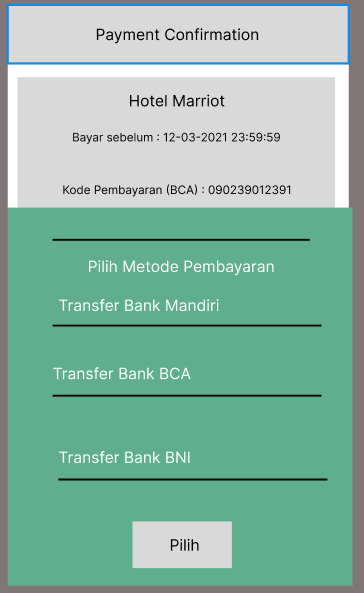 Payment Confirmation
Hotel Marriot
Bayar sebelum : 12-03-2021 23:59:59
Kode Pembayaran (BCA) : 090239012391
Pilih Metode Pembayaran
Transfer Bank Mandiri
Transfer Bank BCA
Transfer Bank BNI
Pilih